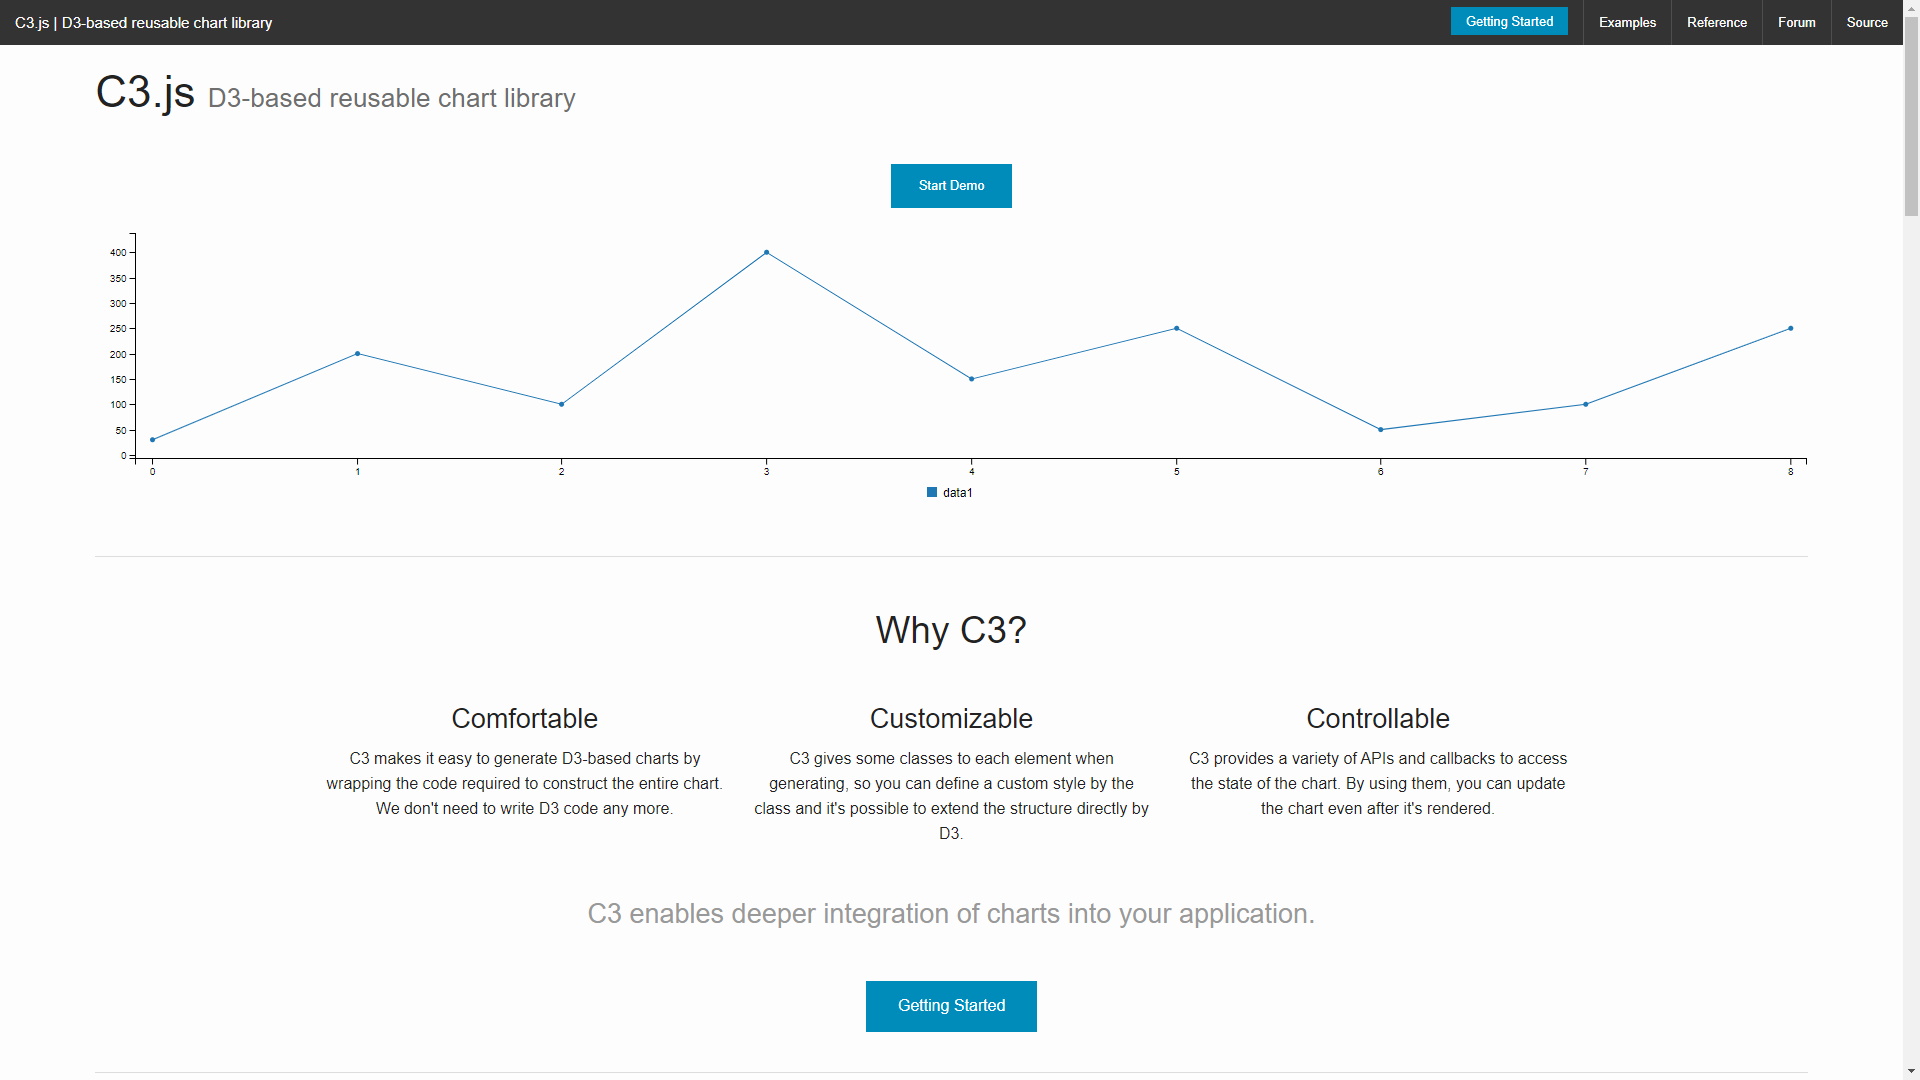 C3.js | D3-based reusable chart library
Getting Started
Examples
Reference
Forum
Source
C3.js D3-based reusable chart library
Start Demo
400
350
300
250
200
150
100
50
0
0 1 2 3 4 5 6 7 8
data1
Why C3?
Comfortable
C3 makes it easy to generate D3-based charts by
wrapping the code required to construct the entire chart.
We don't need to write D3 code any more.
Customizable
C3 gives some classes to each element when
generating, so you can define a custom style by the
class and it's possible to extend the structure directly by
D3.
Controllable
C3 provides a variety of APIs and callbacks to access
the state of the chart. By using them, you can update
the chart even after it's rendered.
C3 enables deeper integration of charts into your application.
Getting Started